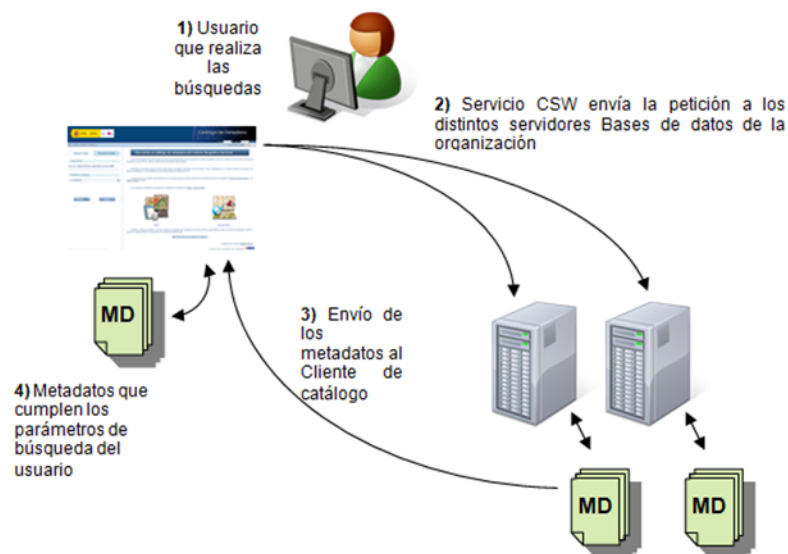 1) Usuario
que realiza
las
búsquedas
2) Servicio CSW envía la petición a los
distintos servidores Bases de datos de la
organización
MD
3) Envío de
los
metadatos al
Cliente de
catálogo
4) Metadatos que
cumplen los
parámetros de
búsqueda del
usuario
MD
MD